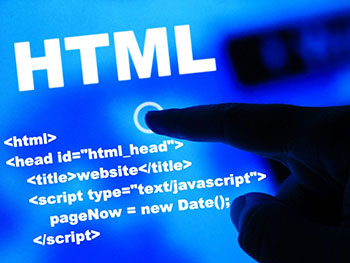 HTML
<html>
<head id="html_head">
<title>website</title>
<script type="text/javascript">
pageNow = new Date();
</script>